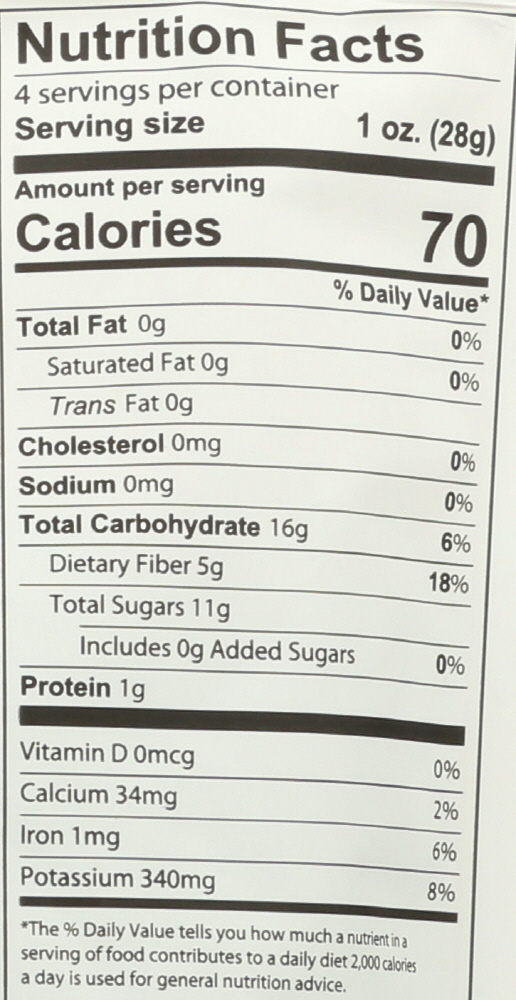 Nutrition Facts
4 servings per container
Serving size 1 oz. (28g)
Amount per serving
Calories 70
% Daily Value*
Total Fat 0g 0%
Saturated Fat 0g 0%
Trans Fat 0g
Cholesterol 0mg 0%
Sodium 0mg 0%
Total Carbohydrate 16g 6%
Dietary Fiber 5g 18%
Total Sugars 11g
Includes 0g Added Sugars 0%
Protein 1g
Vitamin D 0mcg 0%
Calcium 34mg 2%
Iron 1mg 6%
Potassium 340mg 8%
*The % Daily Value tells you how much a nutrient in a
serving of food contributes to a daily diet 2,000 calories
a day is used for general nutrition advice.